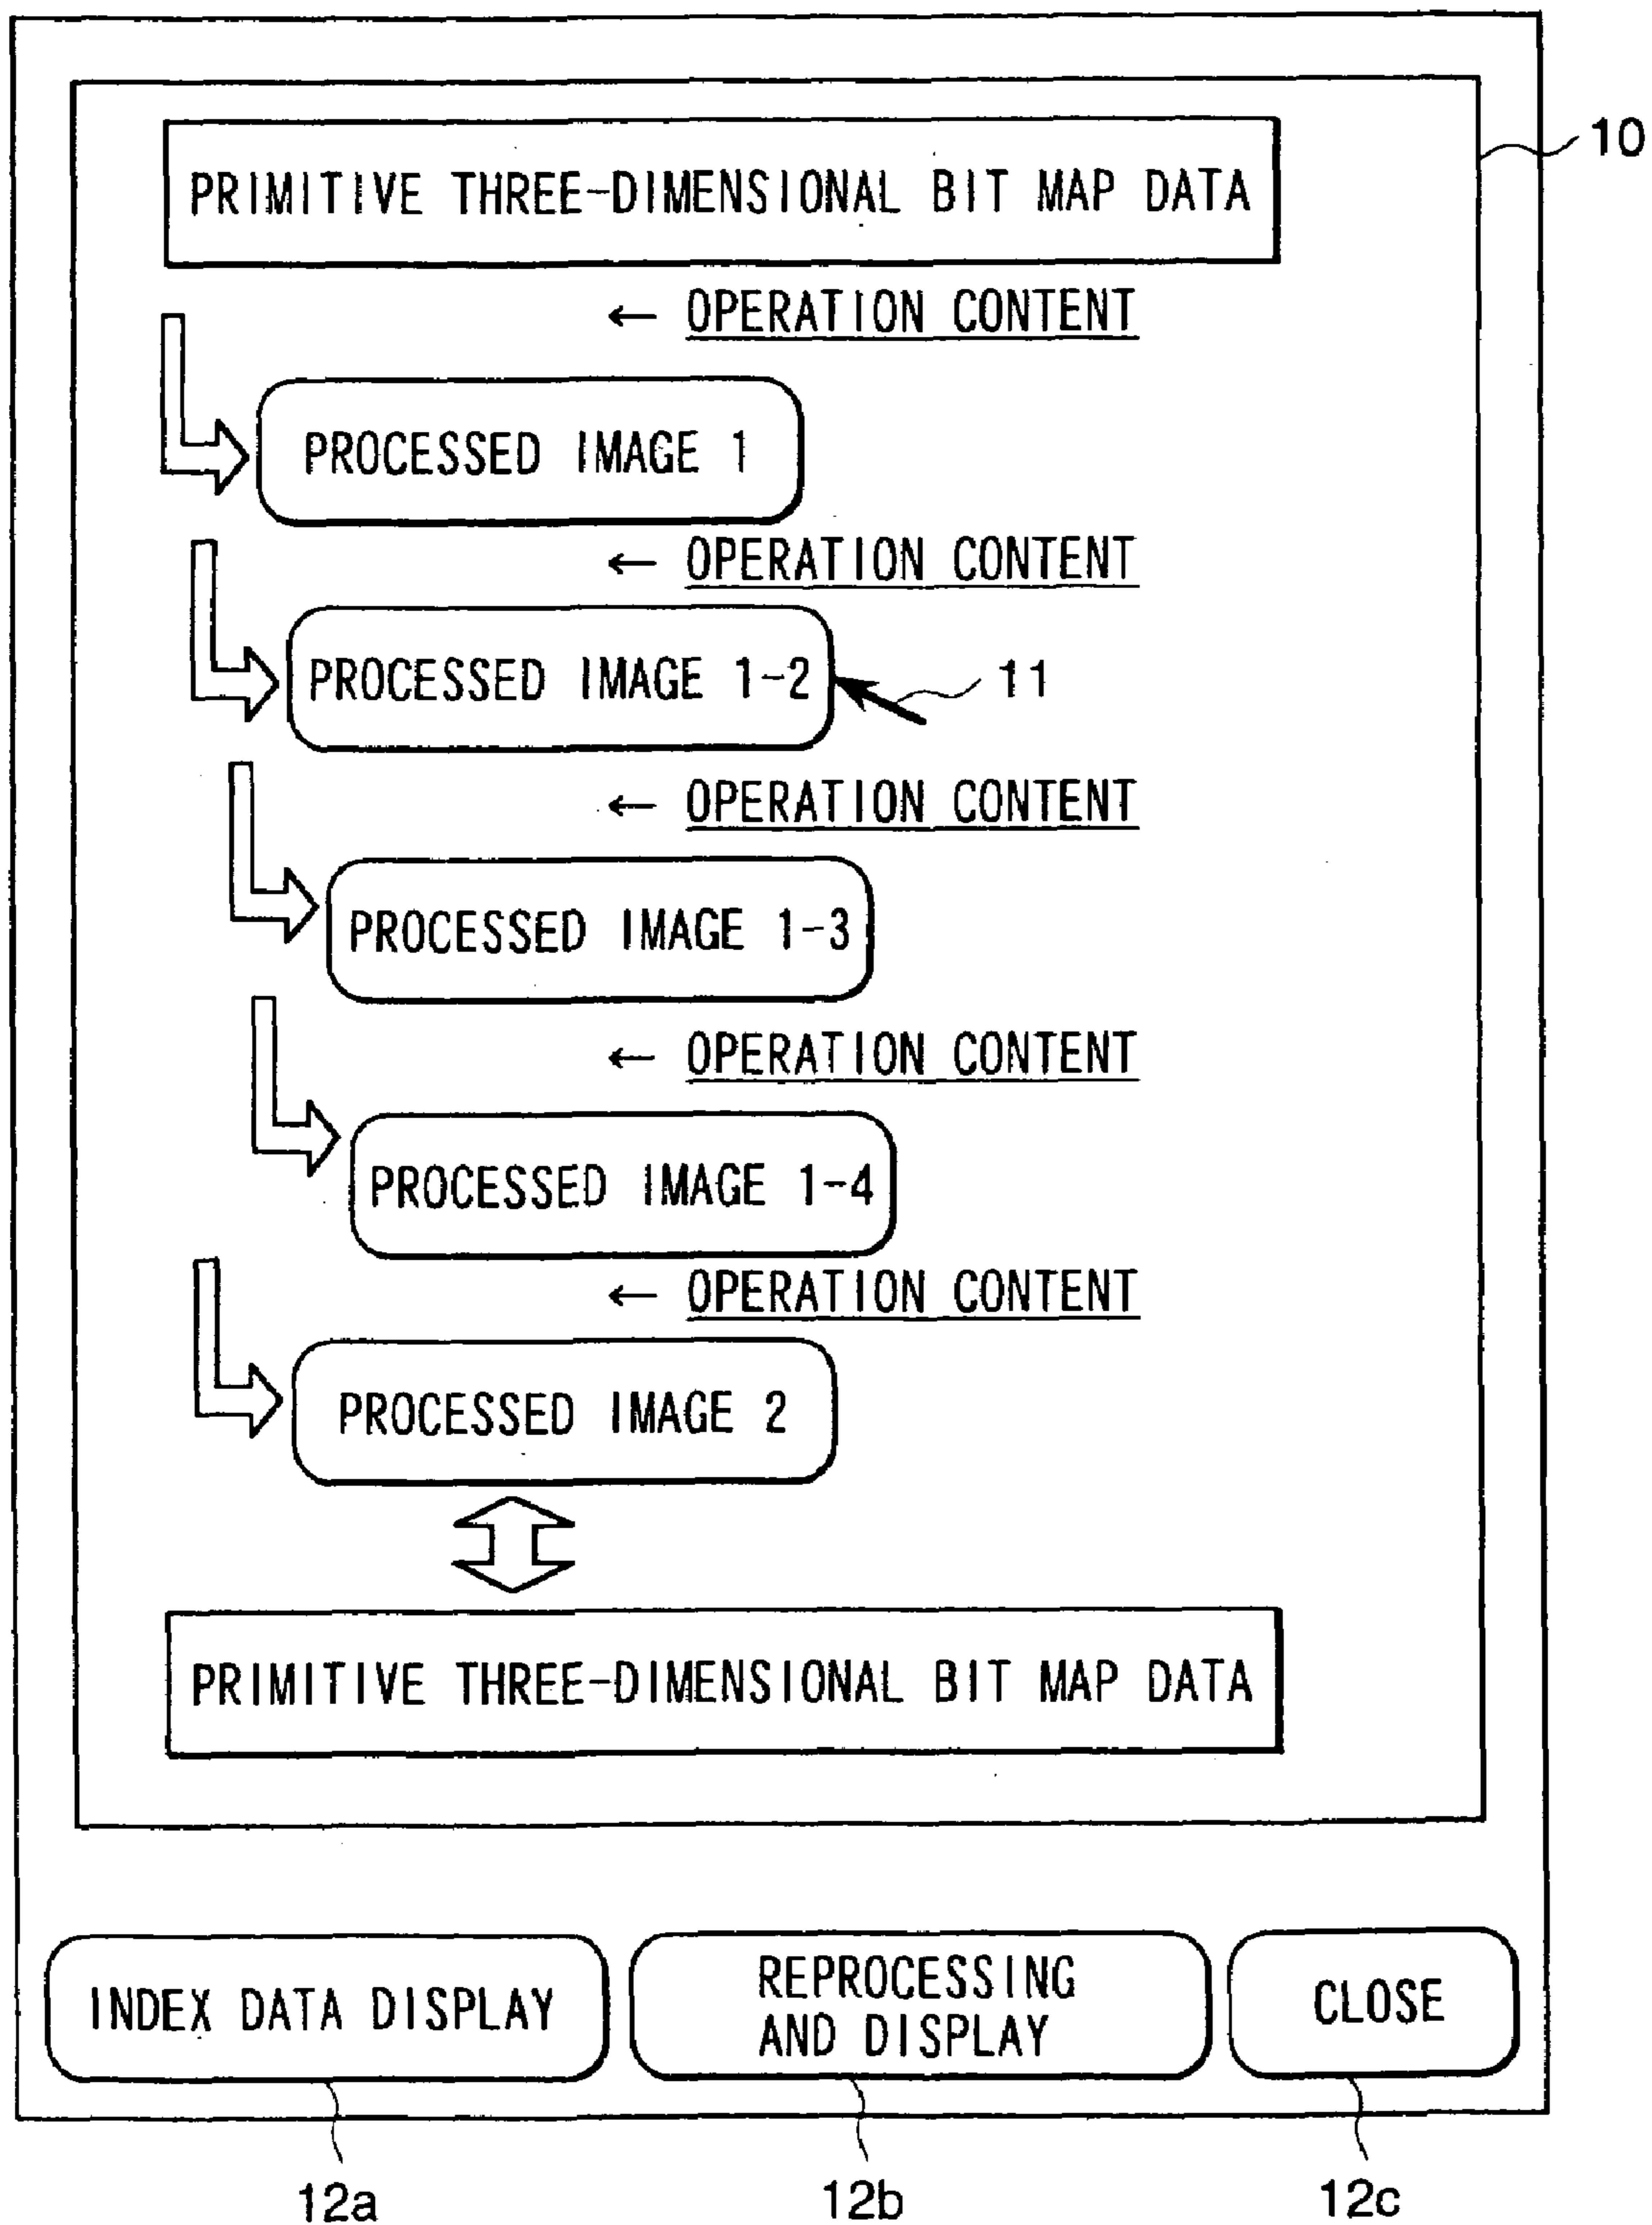 10
PRIMITIVE THREE-DIMENSIONAL BIT MAP DATA
← OPERATION CONTENT
PROCESSED IMAGE 1
← OPERATION CONTENT
PROCESSED IMAGE 1-2
11
← OPERATION CONTENT
PROCESSED IMAGE 1-3
← OPERATION CONTENT
PROCESSED IMAGE 1-4
← OPERATION CONTENT
PROCESSED IMAGE 2
PRIMITIVE THREE-DIMENSIONAL BIT MAP DATA
INDEX DATA DISPLAY
REPROCESSING
AND DISPLAY
CLOSE
12a
12b
12c